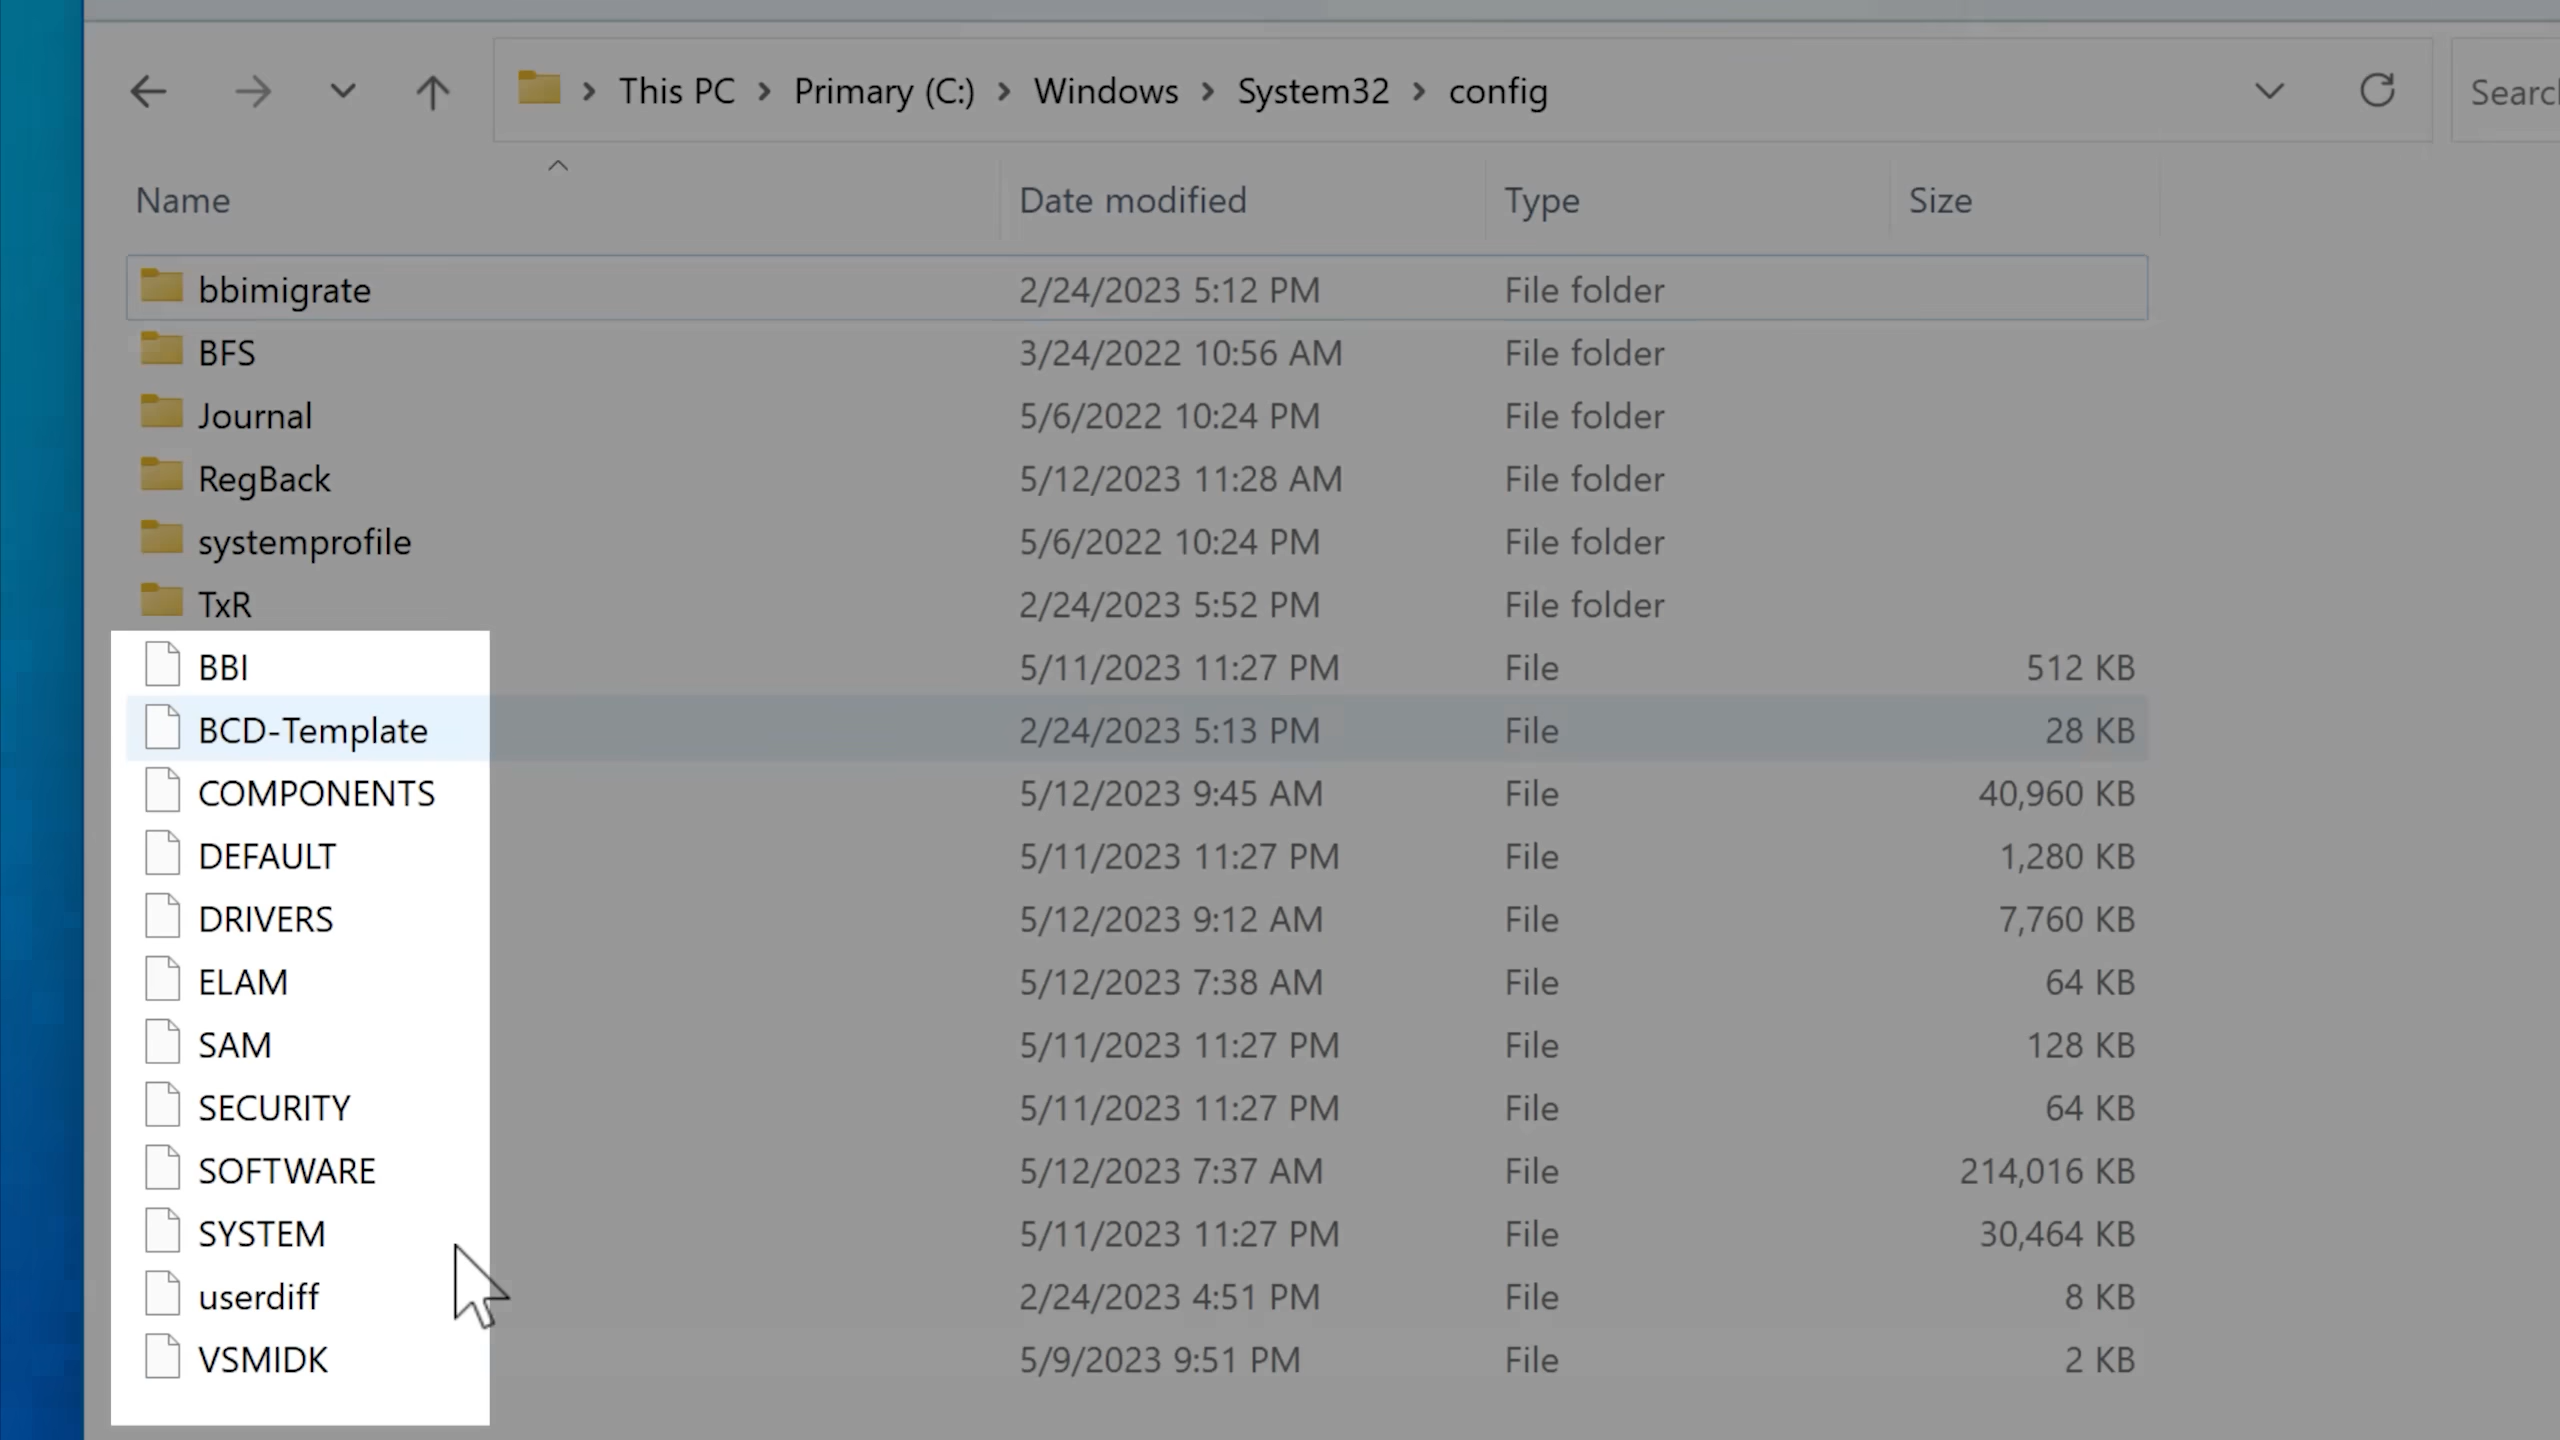 This PC > Primary (C:) > Windows > System32 > config
Searc
Name Date modified Type Size
bbimigrate 2/24/2023 5:12 PM File folder
BFS 3/24/2022 10:56 AM File folder
Journal 5/6/2022 10:24 PM File folder
RegBack 5/12/2023 11:28 AM File folder
systemprofile 5/6/2022 10:24 PM File folder
TxR 2/24/2023 5:52 PM File folder
BBI 5/11/2023 11:27 PM File 512 KB
BCD-Template 2/24/2023 5:13 PM File 28 KB
COMPONENTS 5/12/2023 9:45 AM File 40,960 KB
DEFAULT 5/11/2023 11:27 PM File 1,280 KB
DRIVERS 5/12/2023 9:12 AM File 7,760 KB
ELAM 5/12/2023 7:38 AM File 64 KB
SAM 5/11/2023 11:27 PM File 128 KB
SECURITY 5/11/2023 11:27 PM File 64 KB
SOFTWARE 5/12/2023 7:37 AM File 214,016 KB
SYSTEM 5/11/2023 11:27 PM File 30,464 KB
userdiff 2/24/2023 4:51 PM File 8 KB
VSMIDK 5/9/2023 9:51 PM File 2 KB